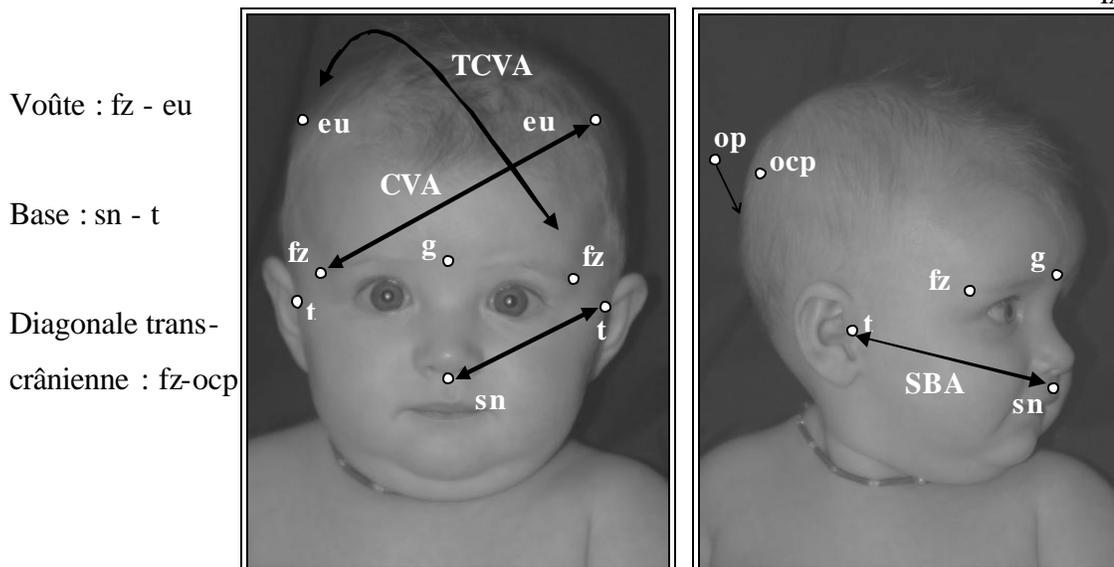 Voûte : fz - eu
Base : sn - t
Diagonale trans-
crânienne : fz-ocp
TCVA
eu
eu
CVA
fz
g
fz
t
t
sn
op
ocp
g
fz
t
SBA
sn